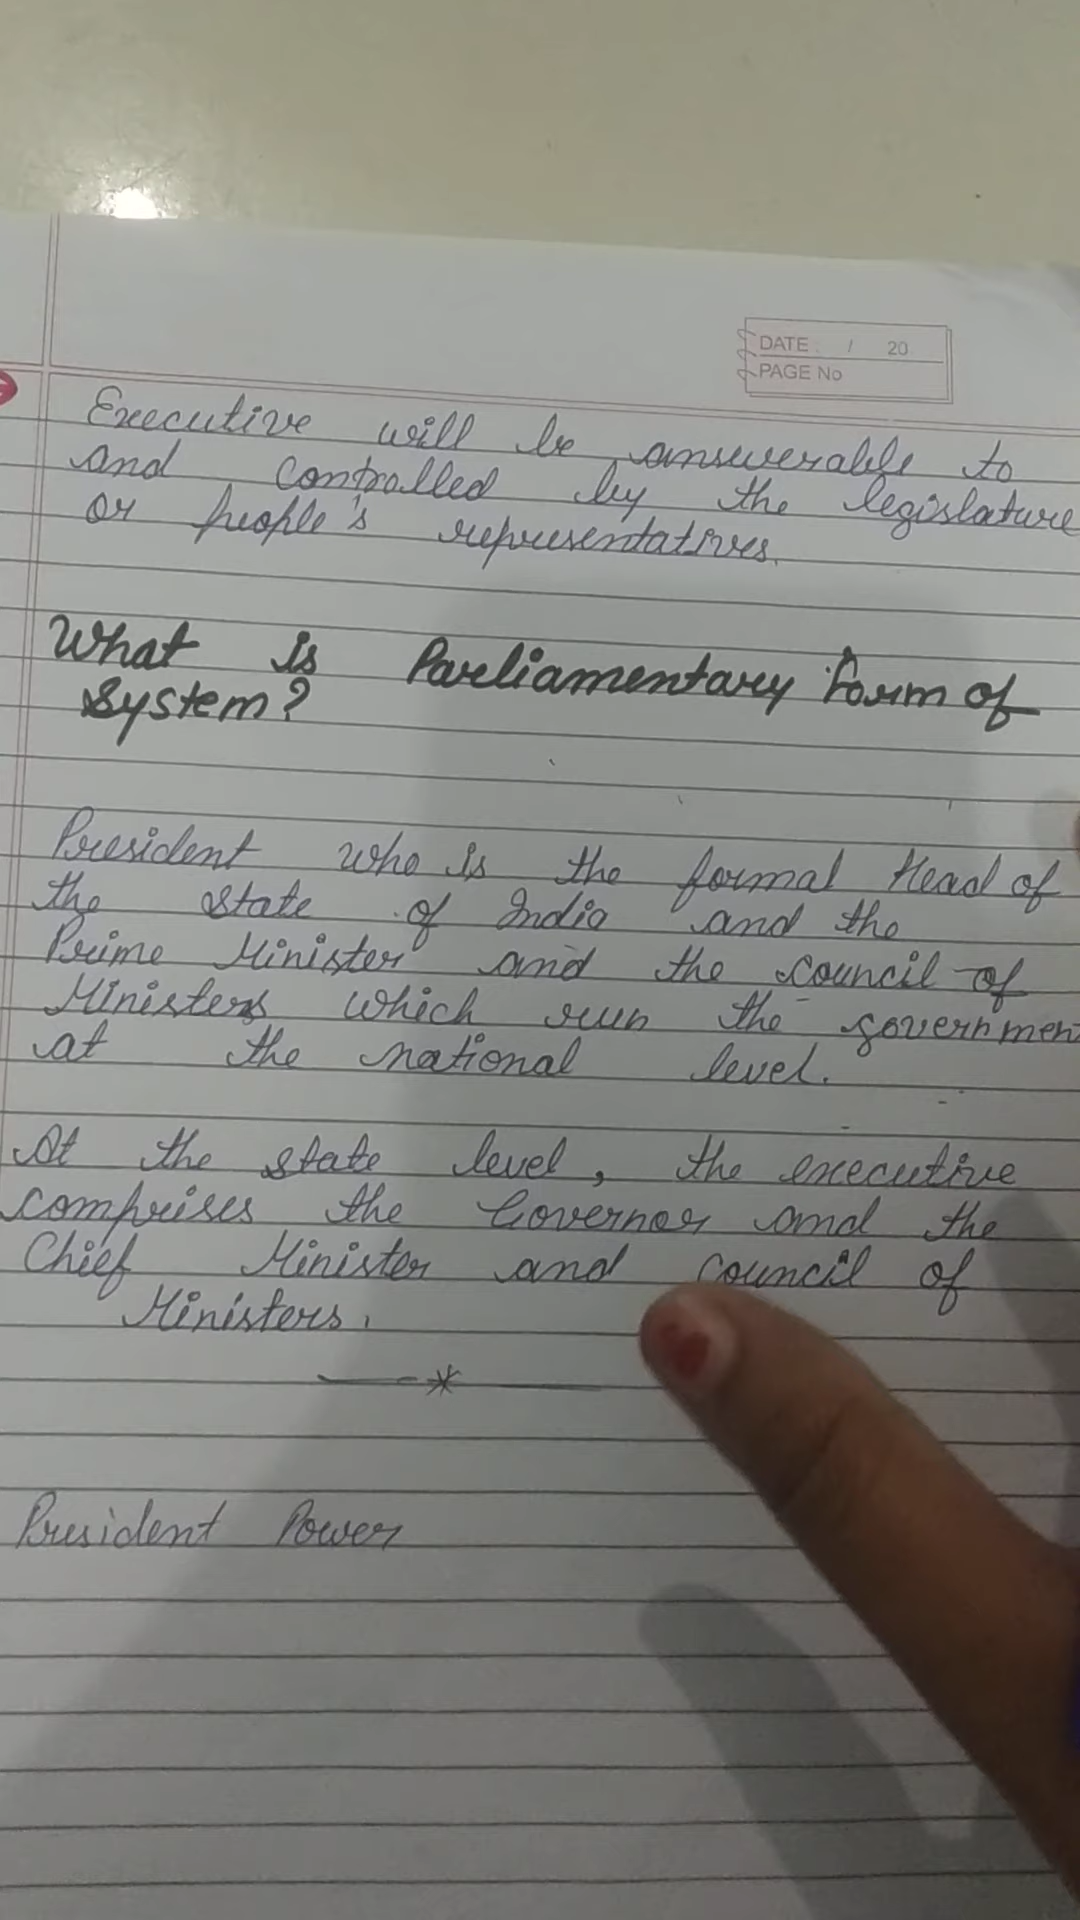 DATE / 20
PAGE No
Executive will be answerable to
and controlled by the legislature
or people's representatives.
What is Parliamentary Form of
System?
President who is the formal Head of
the State of India and the
Prime Minister and the council of
Ministers which run the governmen
at the national level.
At the state level, the executive
comprises the Governor and the
Chief Minister and council of
Ministers.
President Power